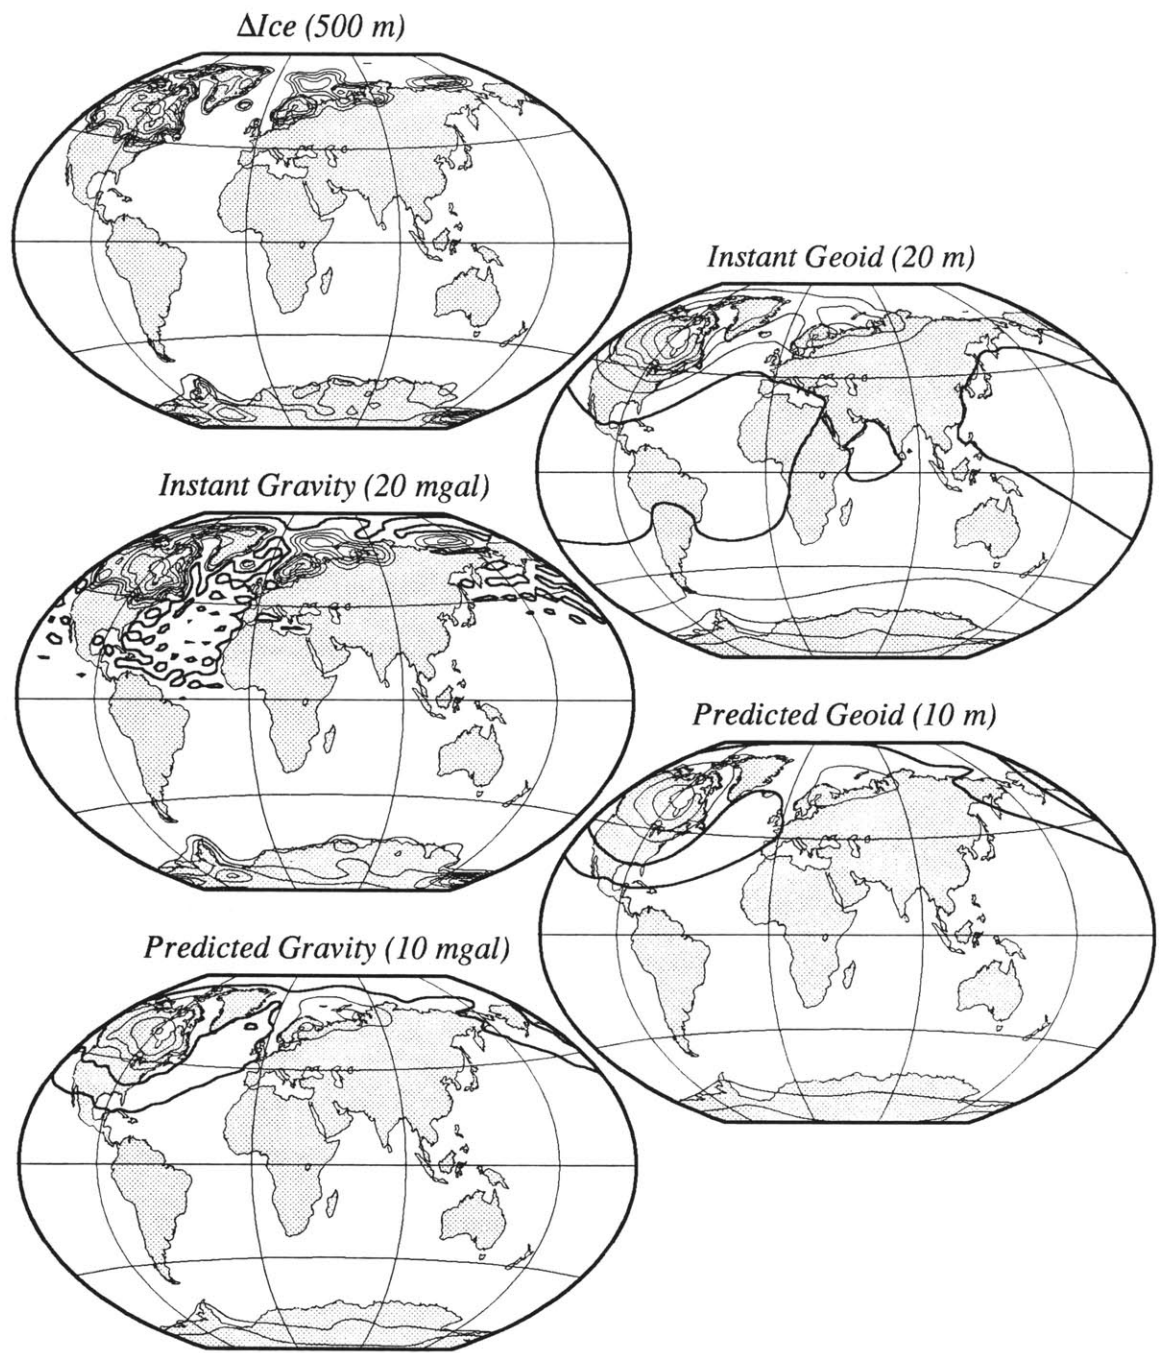 ΔIce (500 m)
Instant Geoid (20 m)
Instant Gravity (20 mgal)
Predicted Geoid (10 m)
Predicted Gravity (10 mgal)